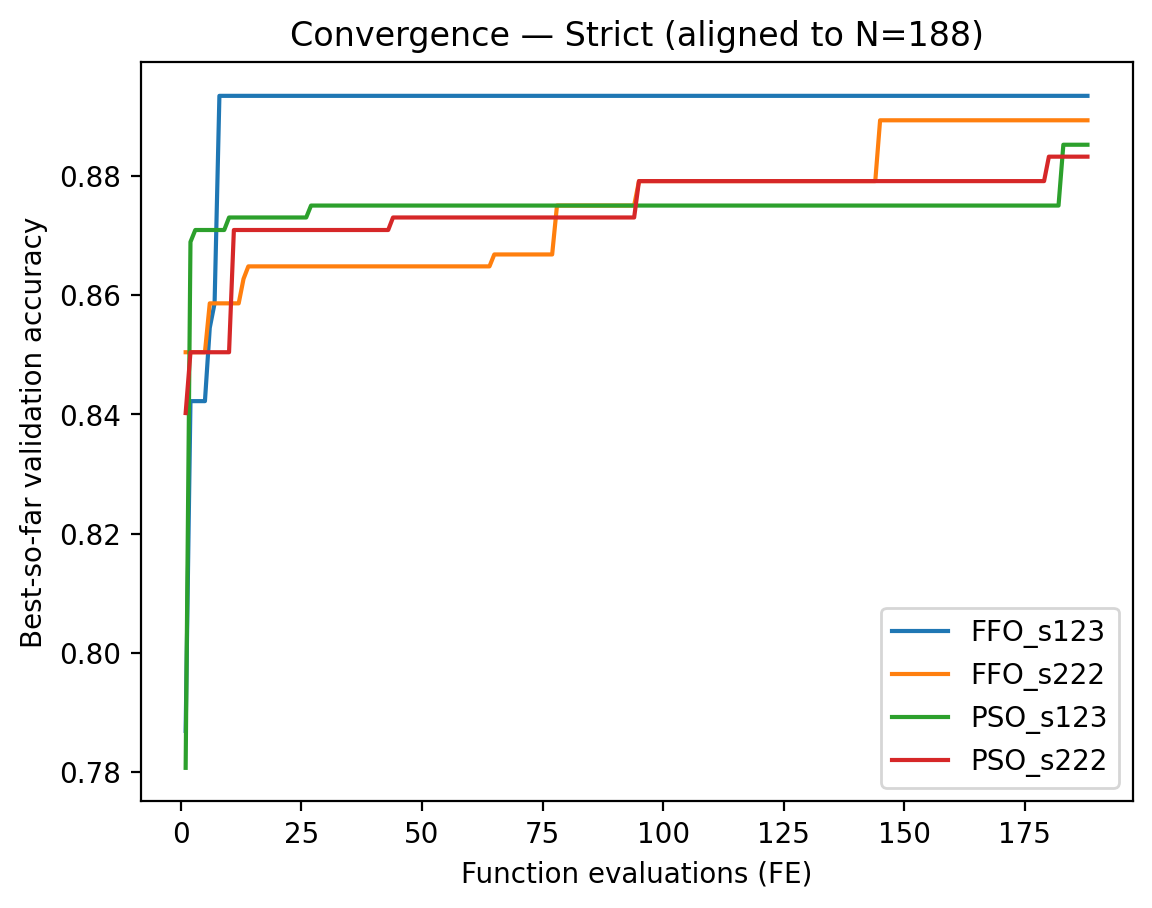 Convergence — Strict (aligned to N=188)
Best-so-far validation accuracy
0.88
0.86
0.84
0.82
0.80
0.78
0 25 50 75 100 125 150 175
Function evaluations (FE)
FFO_s123
FFO_s222
PSO_s123
PSO_s222